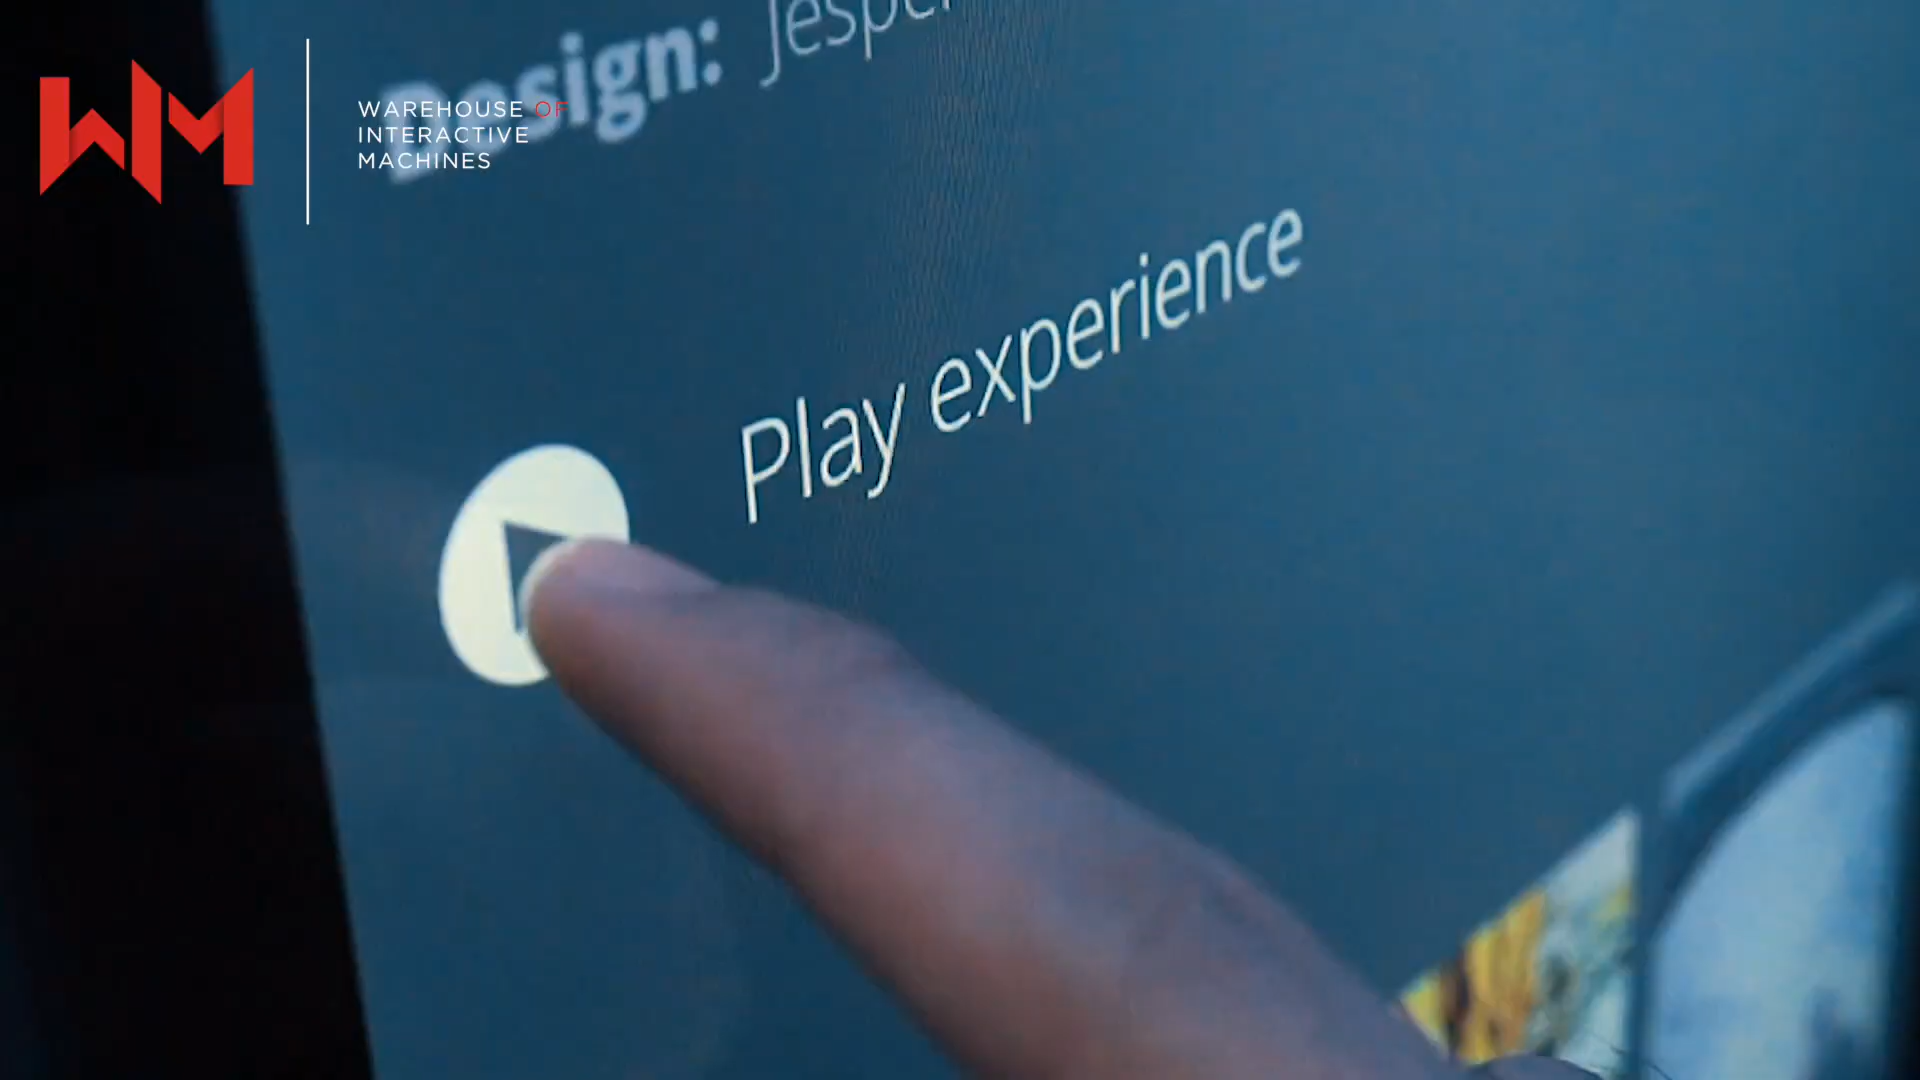 Design:
WAREHOUSE OF
INTERACTIVE
MACHINES
Play experience